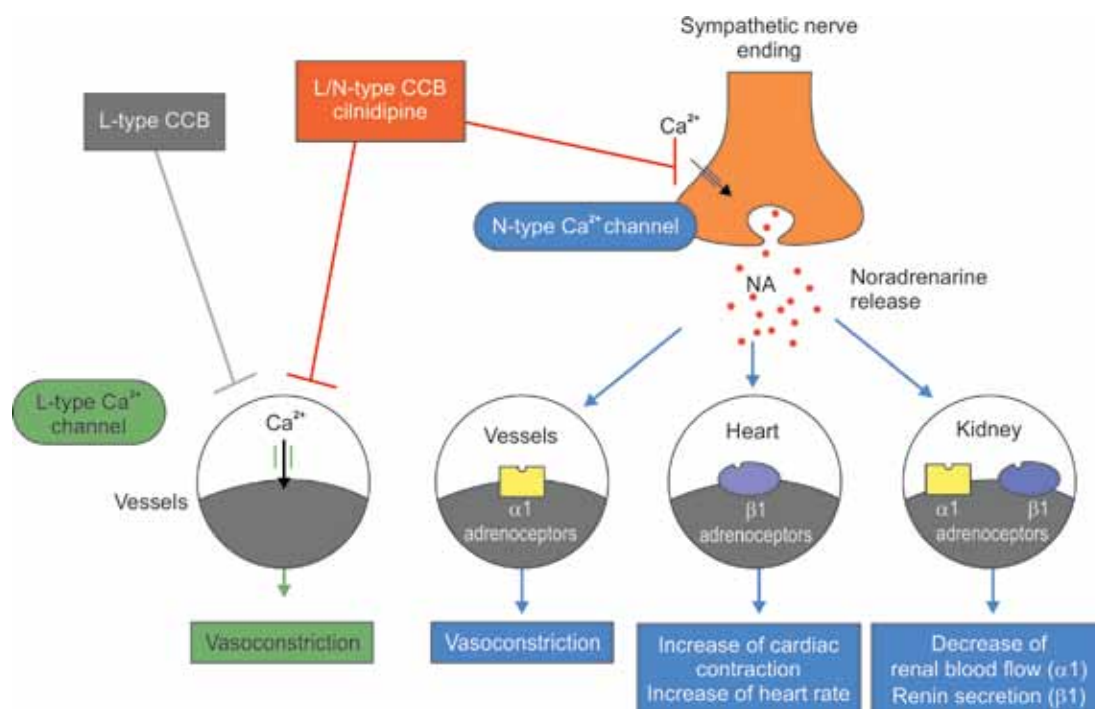 Sympathetic nerve
ending
L/N-type CCB
cilnidipine
L-type CCB
Ca²⁺
N-type Ca²⁺ channel
NA
Noradrenarine
release
L-type Ca²⁺
channel
Ca²⁺
Vessels
Vessels
α1
adrenoceptors
Heart
β1
adrenoceptors
Kidney
α1 β1
adrenoceptors
Vasoconstriction
Vasoconstriction
Increase of cardiac
contraction
Increase of heart rate
Decrease of
renal blood flow (α1)
Renin secretion (β1)